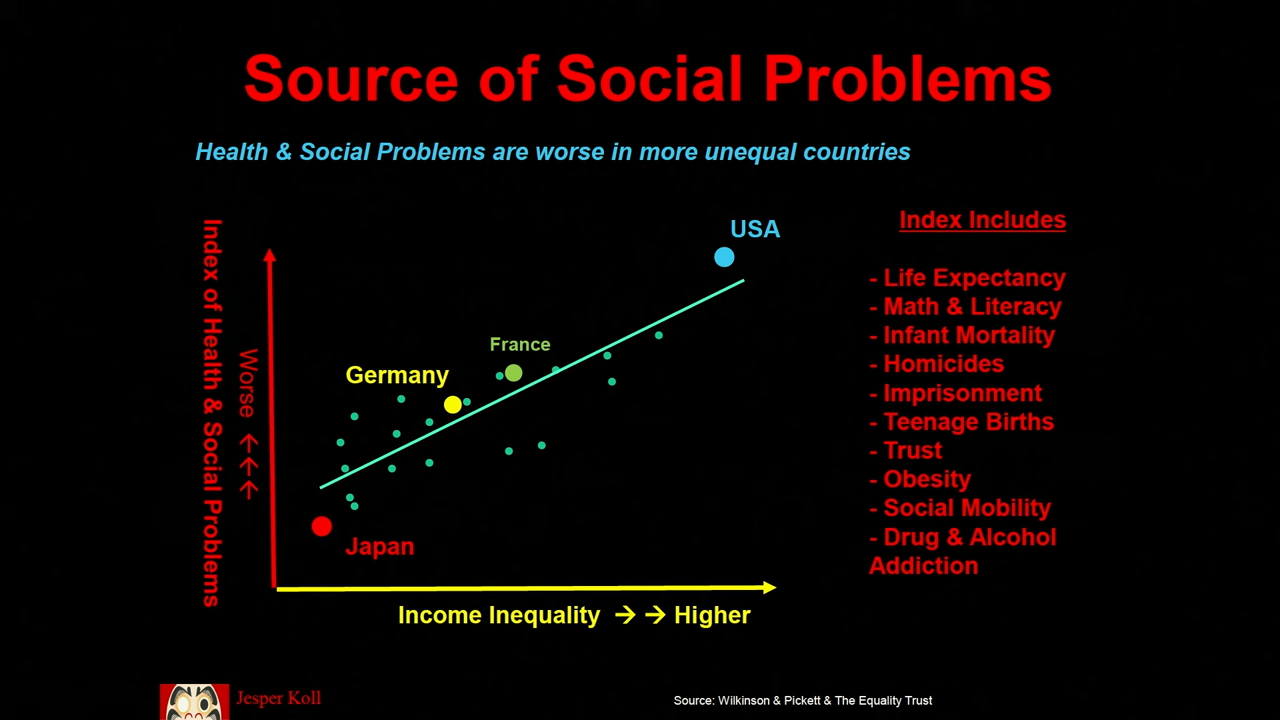 Source of Social Problems
Health & Social Problems are worse in more unequal countries
Index of Health & Social Problems
Worse ← ← ←
USA
France
Germany
Japan
Income Inequality → → Higher
Index Includes
- Life Expectancy
- Math & Literacy
- Infant Mortality
- Homicides
- Imprisonment
- Teenage Births
- Trust
- Obesity
- Social Mobility
- Drug & Alcohol
Addiction
Jesper Koll
Source: Wilkinson & Pickett & The Equality Trust